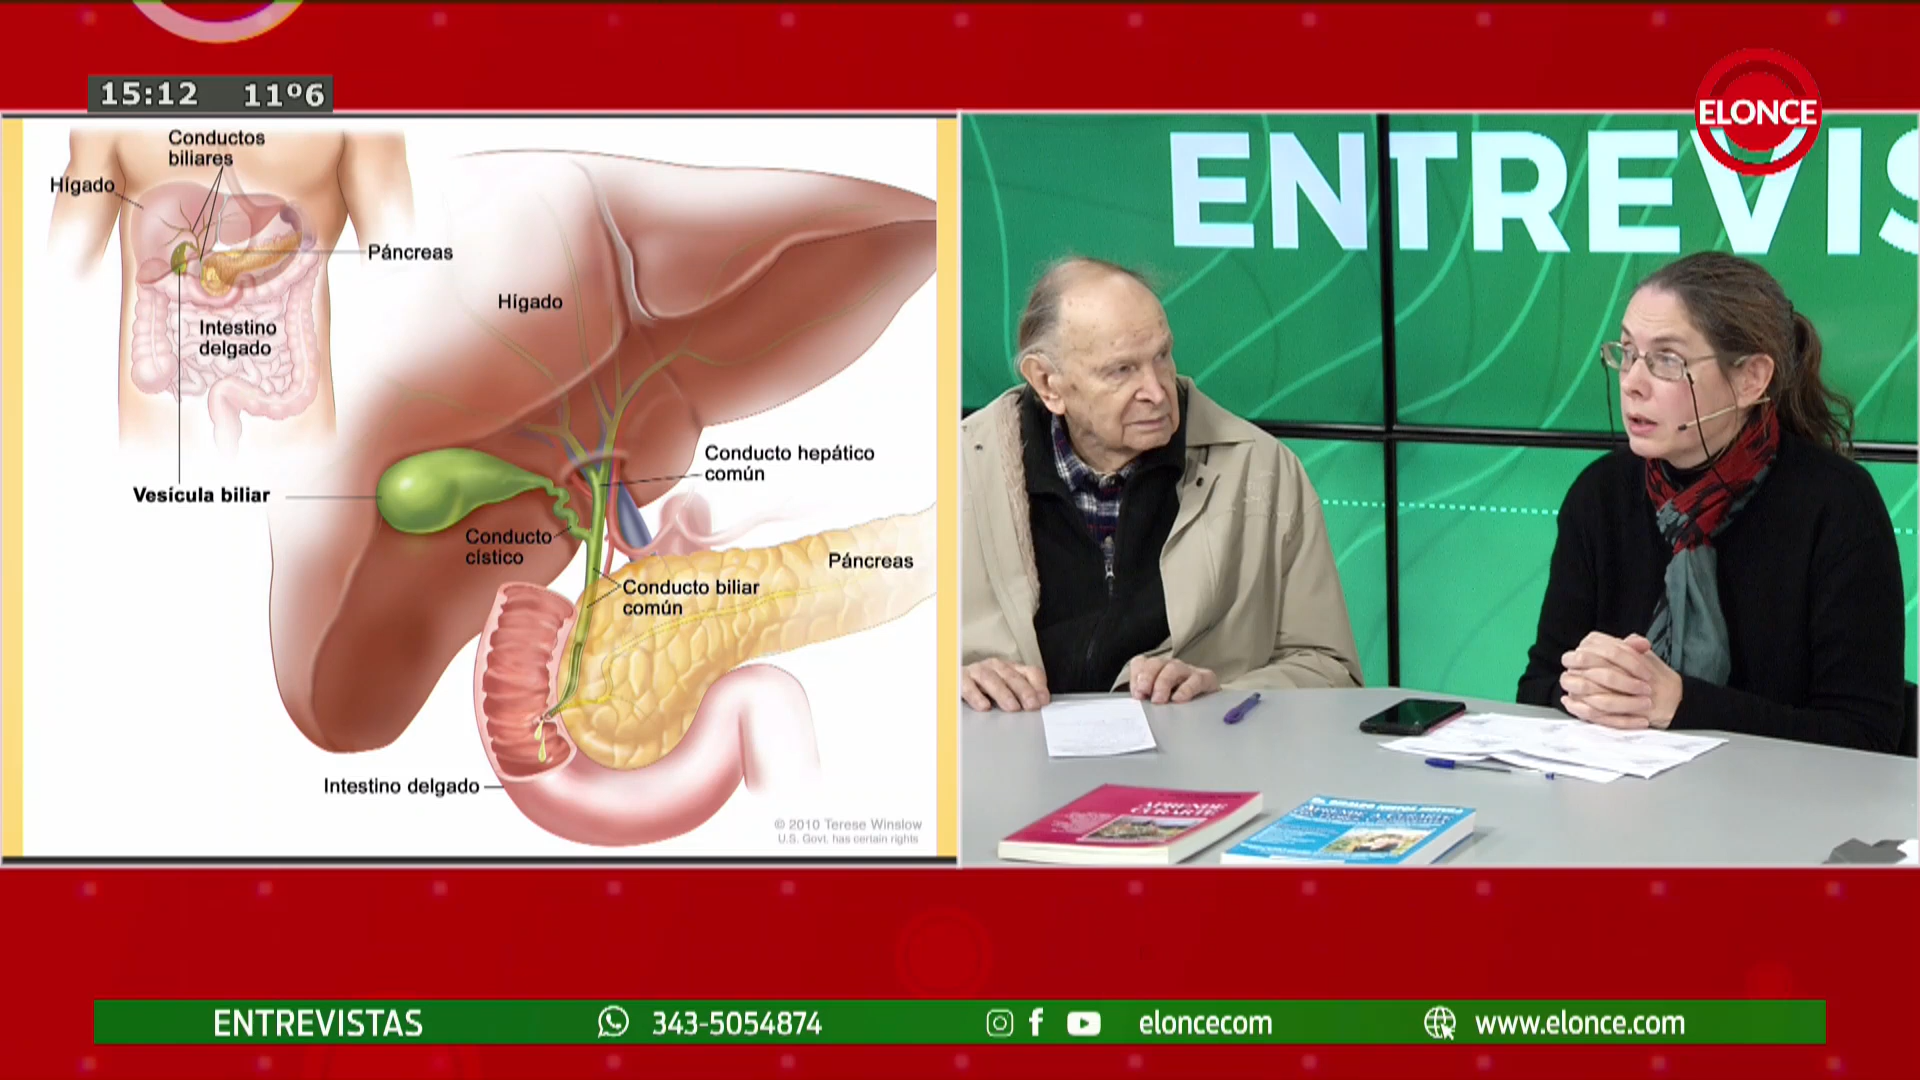 15:12 11º6
ELONCE
ENTREVIS
Conductos
biliares
Hígado
Páncreas
Intestino
delgado
Hígado
Conducto hepático
común
Vesícula biliar
Conducto
cístico
Páncreas
Conducto biliar
común
Intestino delgado
© 2010 Terese Winslow
U.S. Govt. has certain rights
APRENDE
ENTREVISTAS 343-5054874 eloncecom www.elonce.com